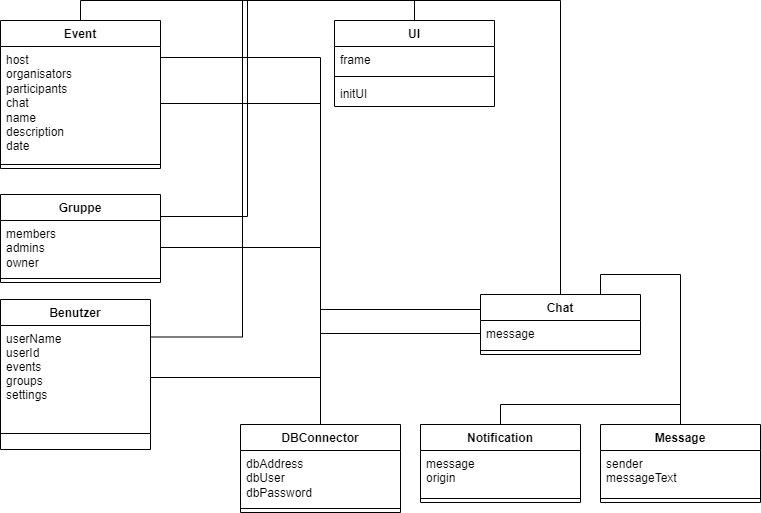 Event
host
organisators
participants
chat
name
description
date
UI
frame
initUI
Gruppe
members
admins
owner
Benutzer
userName
userId
events
groups
settings
Chat
message
DBConnector
dbAddress
dbUser
dbPassword
Notification
message
origin
Message
sender
messageText